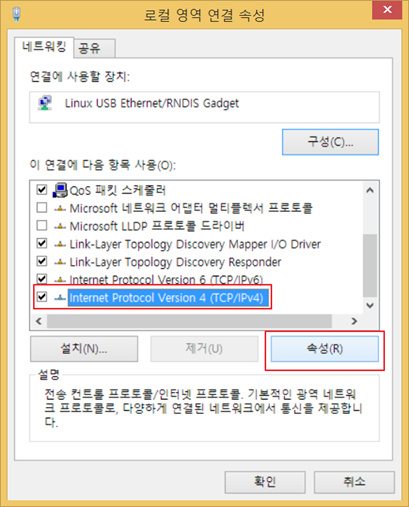 로컬 영역 연결 속성
네트워킹 공유
연결에 사용할 장치:
Linux USB Ethernet/RNDIS Gadget
구성(C)...
이 연결에 다음 항목 사용(O):
QoS 패킷 스케줄러
Microsoft 네트워크 어댑터 멀티플렉서 프로토콜
Microsoft LLDP 프로토콜 드라이버
Link-Layer Topology Discovery Mapper I/O Driver
Link-Layer Topology Discovery Responder
Internet Protocol Version 6 (TCP/IPv6)
Internet Protocol Version 4 (TCP/IPv4)
설치(N)... 제거(U) 속성(R)
설명
전송 컨트롤 프로토콜/인터넷 프로토콜. 기본적인 광역 네트워
크 프로토콜로, 다양하게 연결된 네트워크에서 통신을 제공합니
다.
확인 취소